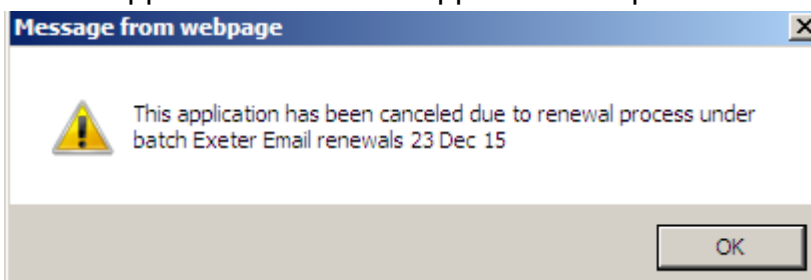 Message from webpage
This application has been canceled due to renewal process under
batch Exeter Email renewals 23 Dec 15
OK